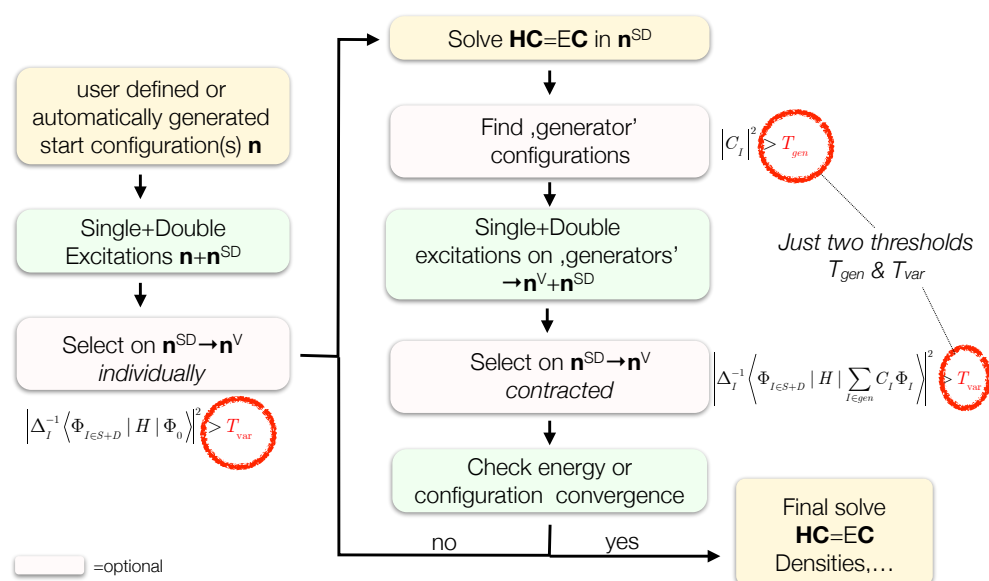 user defined or
automatically generated
start configuration(s) n
Single+Double
Excitations n+n^SD
Select on n^SD→n^V
individually
|Δ_I^{-1}⟨Φ_{I∈S+D} | H | Φ_0⟩|^2 > T_var
=optional
Solve HC=EC in n^SD
Find ‚generator'
configurations
|C_I|^2 > T_gen
Single+Double
excitations on ‚generators'
→n^V+n^SD
Select on n^SD→n^V
contracted
|Δ_I^{-1}⟨Φ_{I∈S+D} | H | ∑_{I∈gen} C_I Φ_I⟩|^2 > T_var
Just two thresholds
T_gen & T_var
Check energy or
configuration convergence
no
yes
Final solve
HC=EC
Densities,…